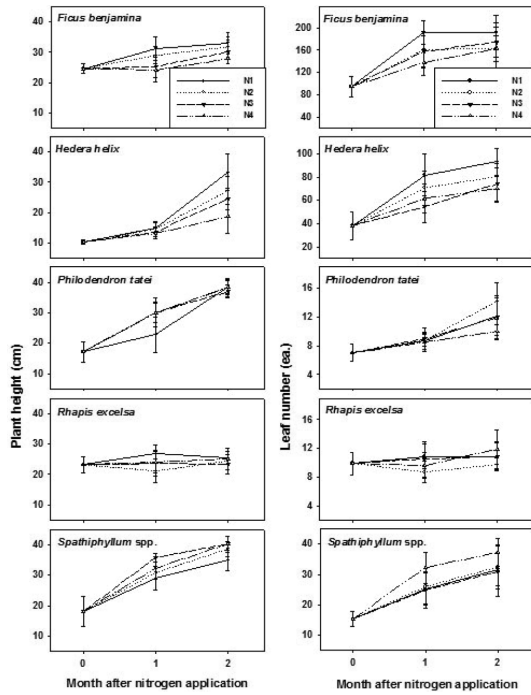 Ficus benjamina
40
30
20
10
N1
N2
N3
N4
Hedera helix
40
30
20
10
Philodendron tatei
40
30
20
10
Rhapis excelsa
40
30
20
10
Spathiphyllum spp.
40
30
20
10
0 1 2
Month after nitrogen application
Plant height (cm)
Ficus benjamina
200
160
120
80
40
N1
N2
N3
N4
Hedera helix
100
80
60
40
20
Philodendron tatei
16
12
8
4
Rhapis excelsa
16
12
8
4
Spathiphyllum spp.
40
30
20
10
0 1 2
Month after nitrogen application
Leaf number (ea.)